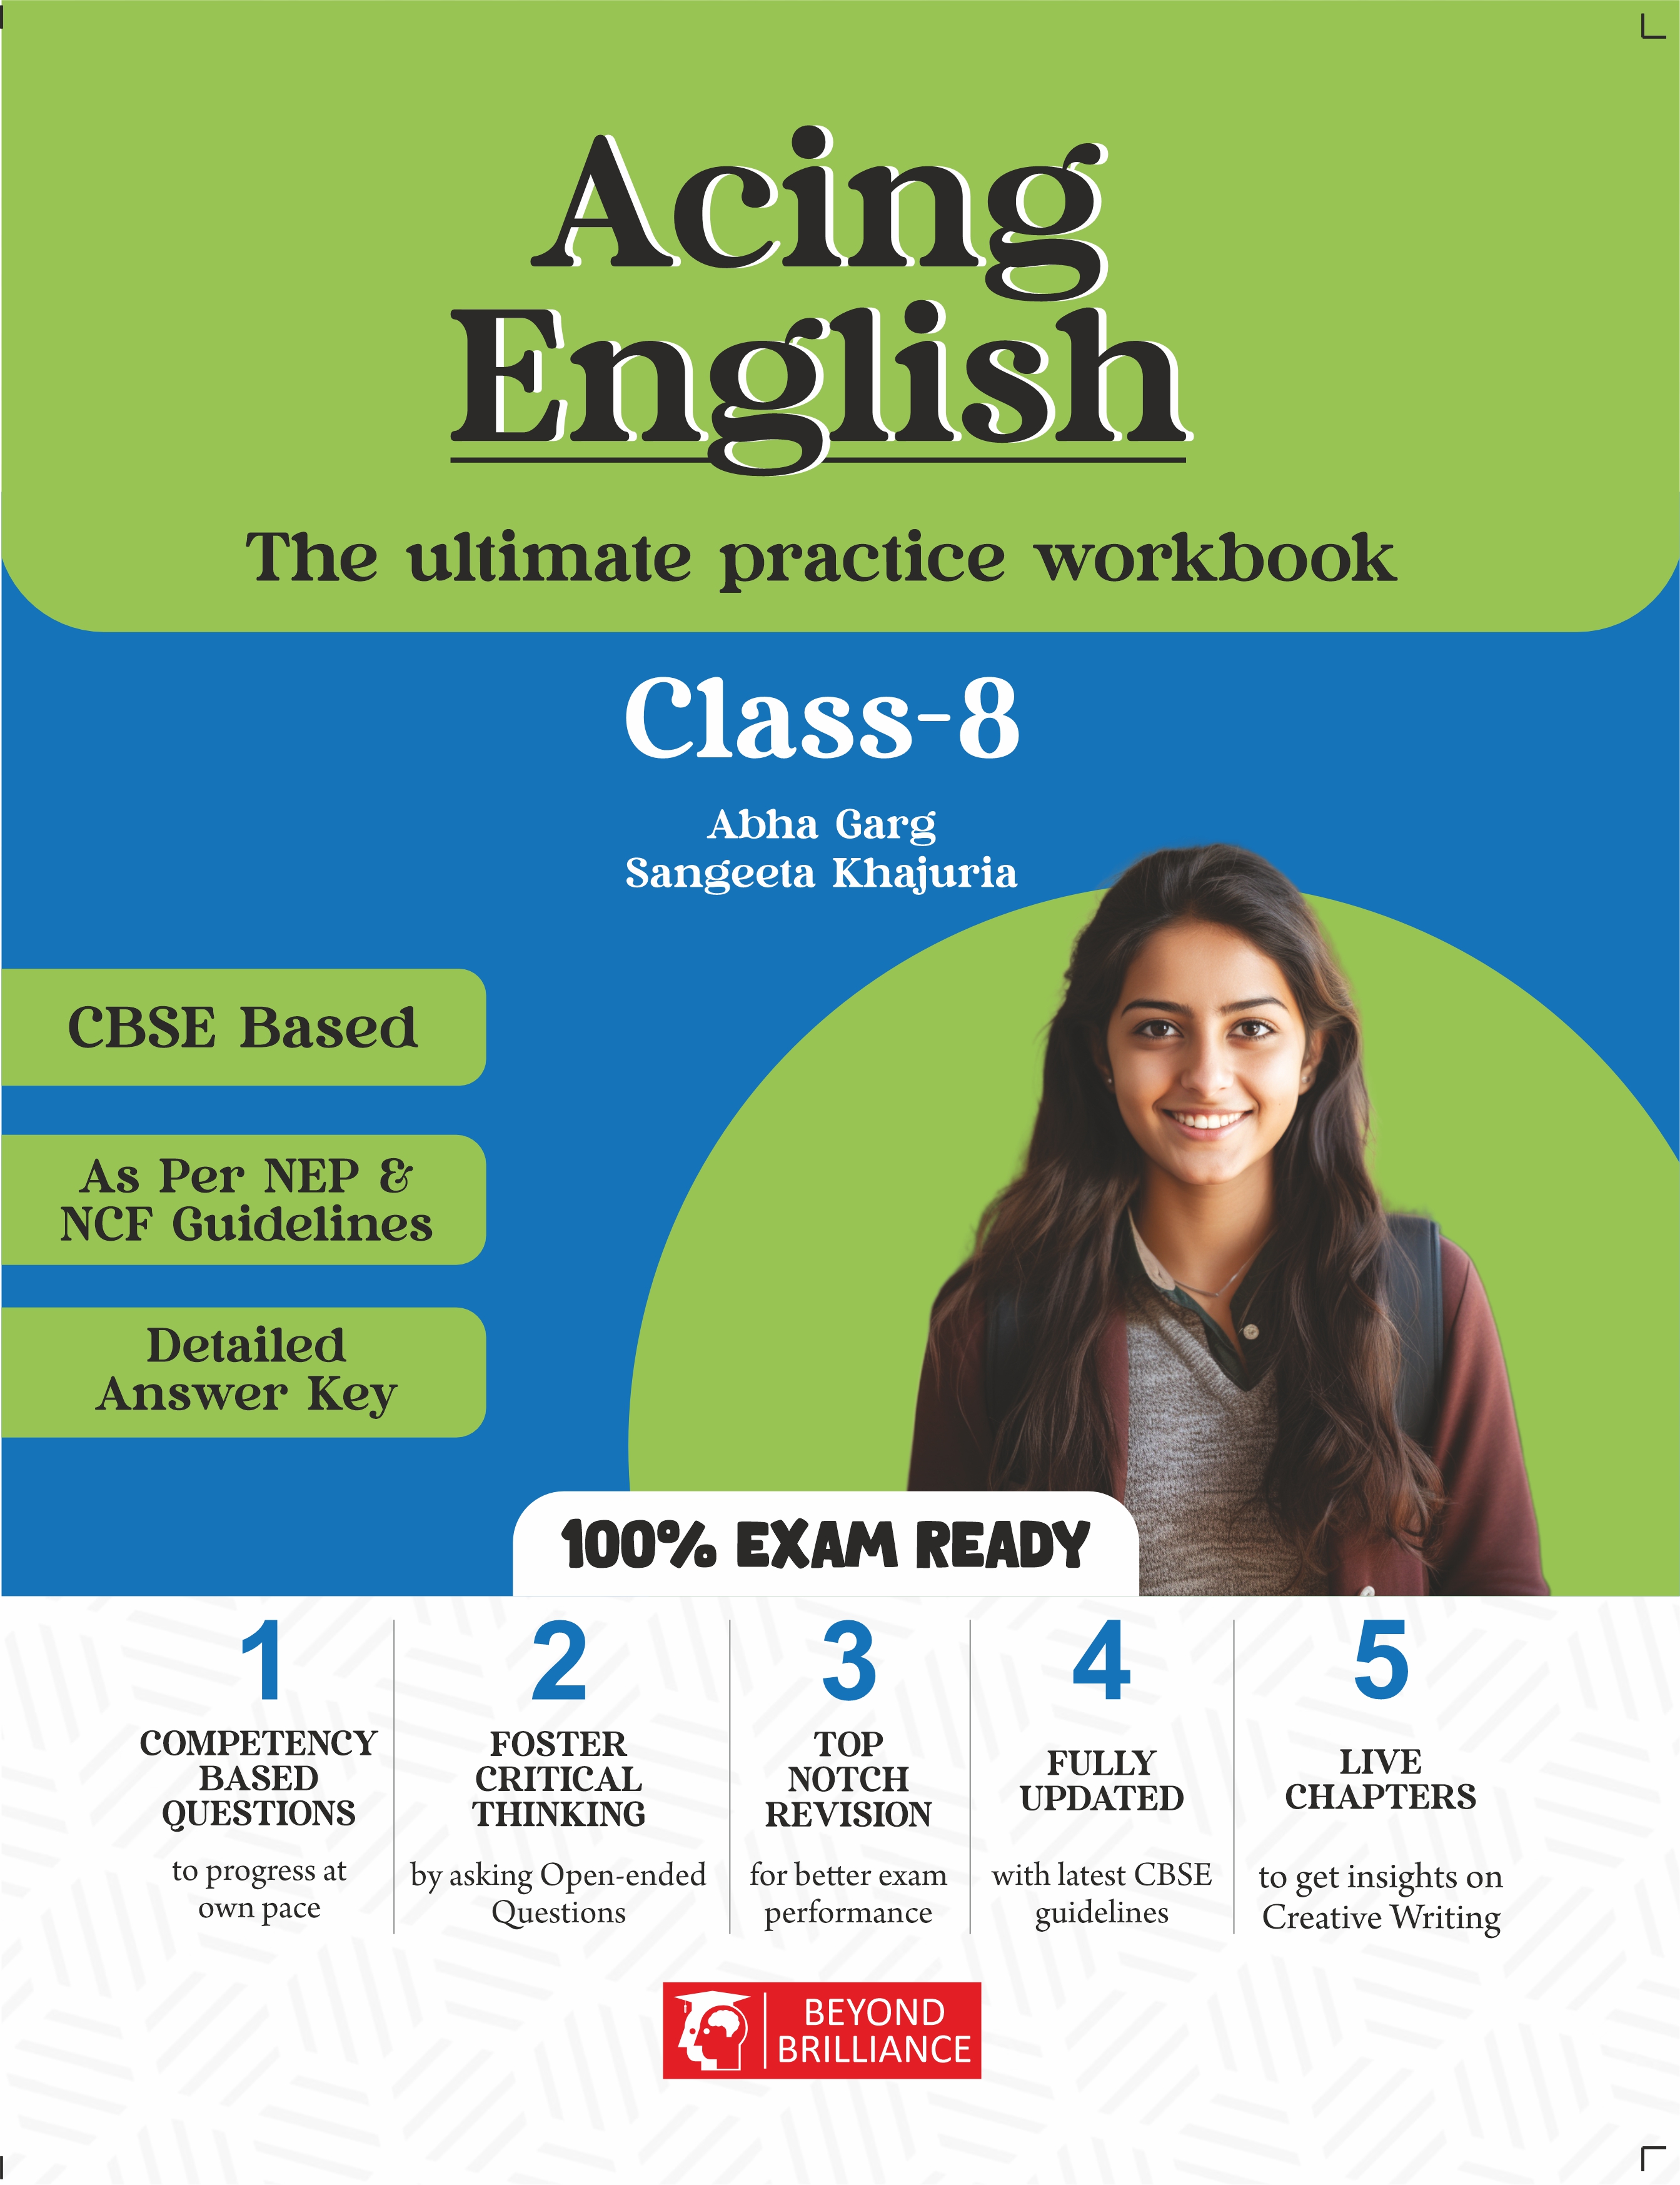 Acing
English
The ultimate practice workbook
Class-8
Abha Garg
Sangeeta Khajuria
CBSE Based
As Per NEP &
NCF Guidelines
Detailed
Answer Key
100% EXAM READY
1
COMPETENCY
BASED
QUESTIONS
to progress at
own pace
2
FOSTER
CRITICAL
THINKING
by asking Open-ended
Questions
3
TOP
NOTCH
REVISION
for better exam
performance
4
FULLY
UPDATED
with latest CBSE
guidelines
5
LIVE
CHAPTERS
to get insights on
Creative Writing
BEYOND
BRILLIANCE